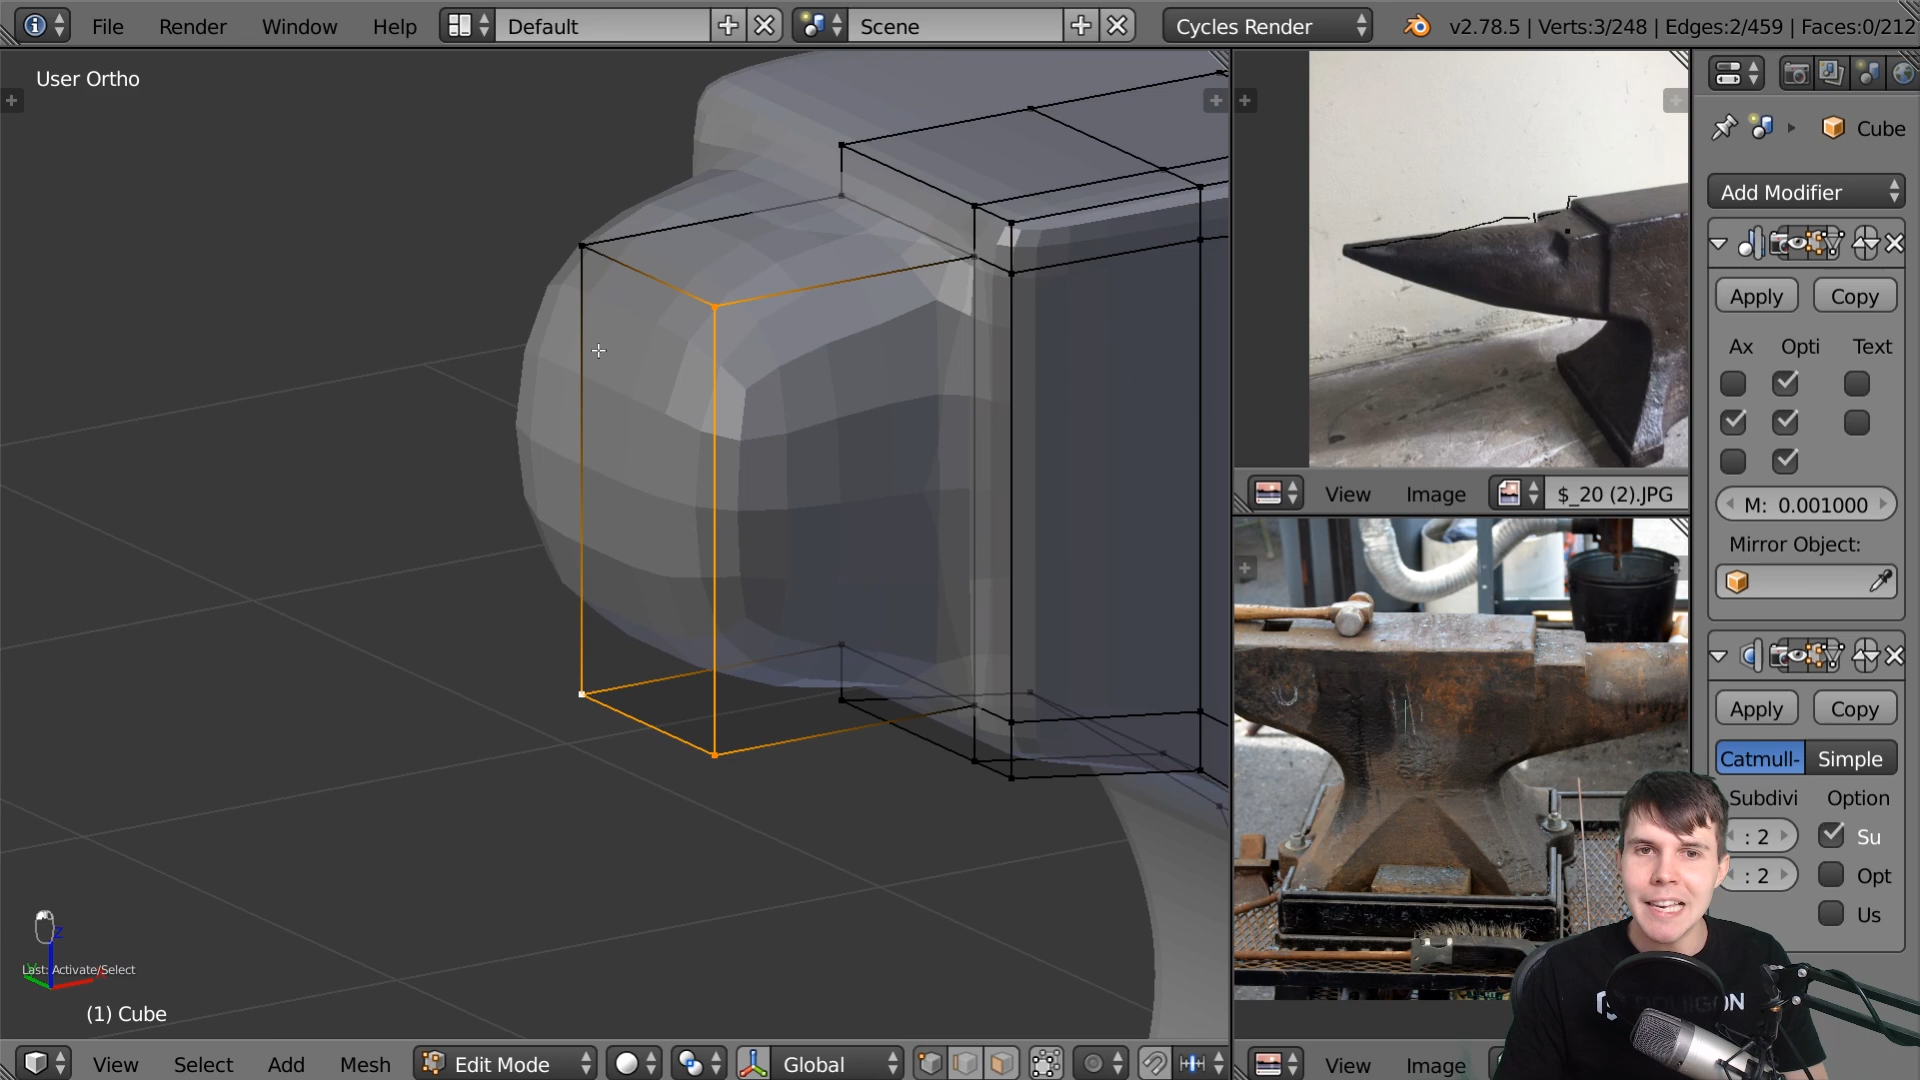 File Render Window Help Default Scene Cycles Render v2.78.5 | Verts:3/248 | Edges:2/459 | Faces:0/212
User Ortho
Cube
Add Modifier
Apply Copy
Ax Opti Text
M: 0.001000
Mirror Object:
View Image $_20 (2).JPG
Apply Copy
Catmull- Simple
Subdivi Option
: 2 Su
: 2 Opt
Us
Z
Last: Activate/Select
(1) Cube
View Select Add Mesh Edit Mode Global
View Image